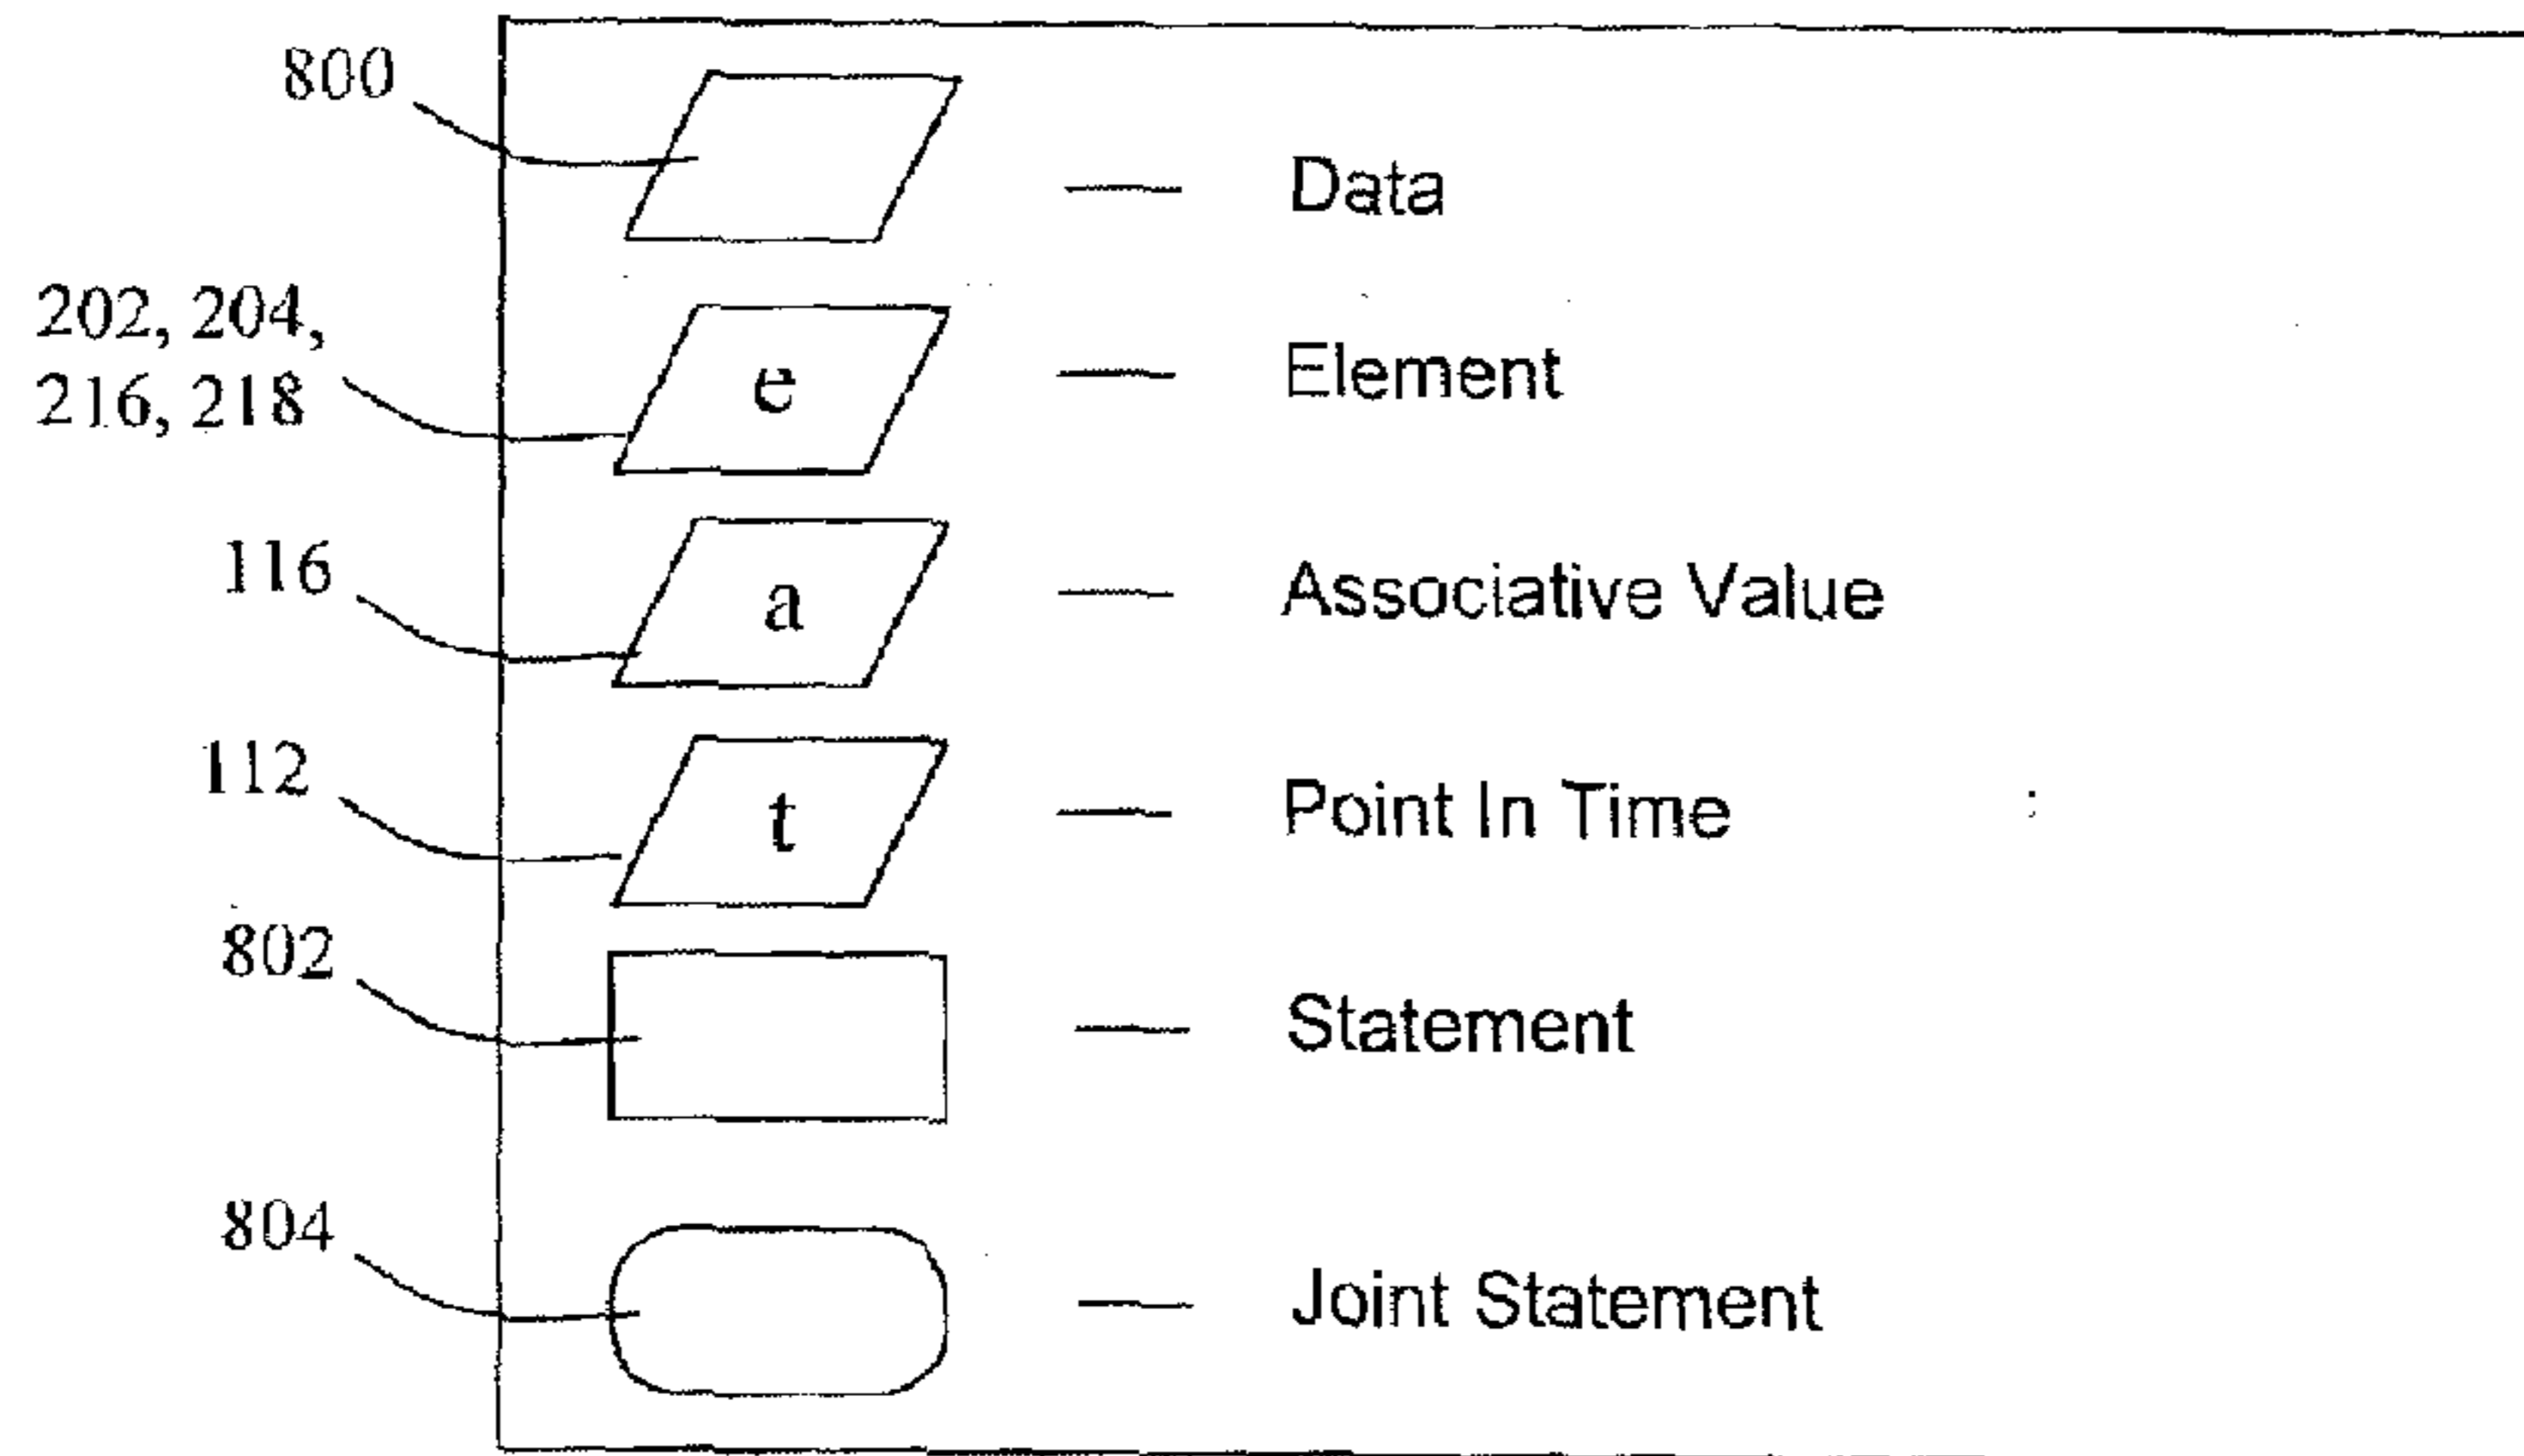 800
— Data
202, 204,
216, 218
e — Element
116
a — Associative Value
112
t — Point In Time
802
— Statement
804
— Joint Statement